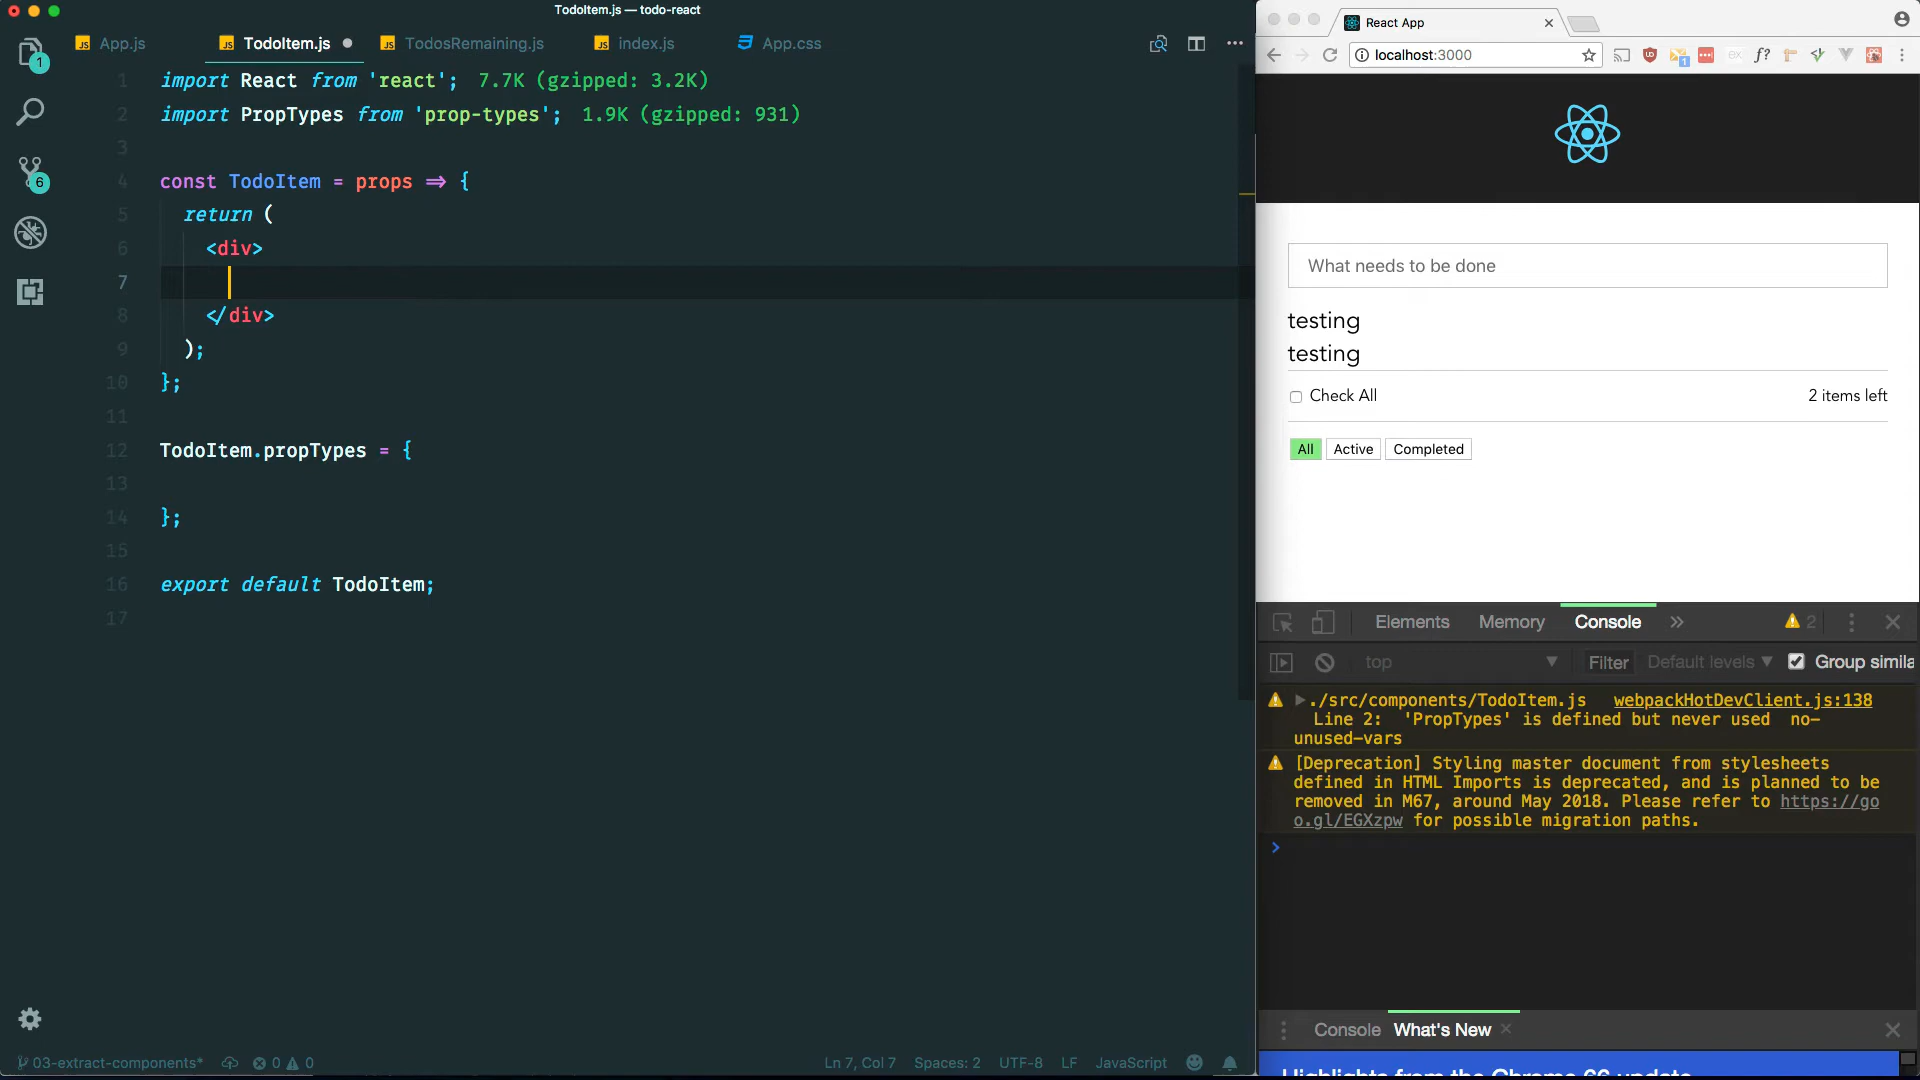 TodoItem.js — todo-react
App.js
TodoItem.js
TodosRemaining.js
index.js
App.css
1
6
1 import React from 'react'; 7.7K (gzipped: 3.2K)
2 import PropTypes from 'prop-types'; 1.9K (gzipped: 931)
3
4 const TodoItem = props => {
5 return (
6 <div>
7
8 </div>
9 );
10 };
11
12 TodoItem.propTypes = {
13
14 };
15
16 export default TodoItem;
17
03-extract-components*
0
0
Ln 7, Col 7
Spaces: 2
UTF-8
LF
JavaScript
React App
localhost:3000
1
f?
What needs to be done
testing
testing
Check All
2 items left
All
Active
Completed
Elements
Memory
Console
2
top
Filter
Default levels
Group simila
./src/components/TodoItem.js webpackHotDevClient.js:138
Line 2: 'PropTypes' is defined but never used no-
unused-vars
[Deprecation] Styling master document from stylesheets
defined in HTML Imports is deprecated, and is planned to be
removed in M67, around May 2018. Please refer to https://go
o.gl/EGXzpw for possible migration paths.
Console
What's New
Highlights from the Chrome 66 update